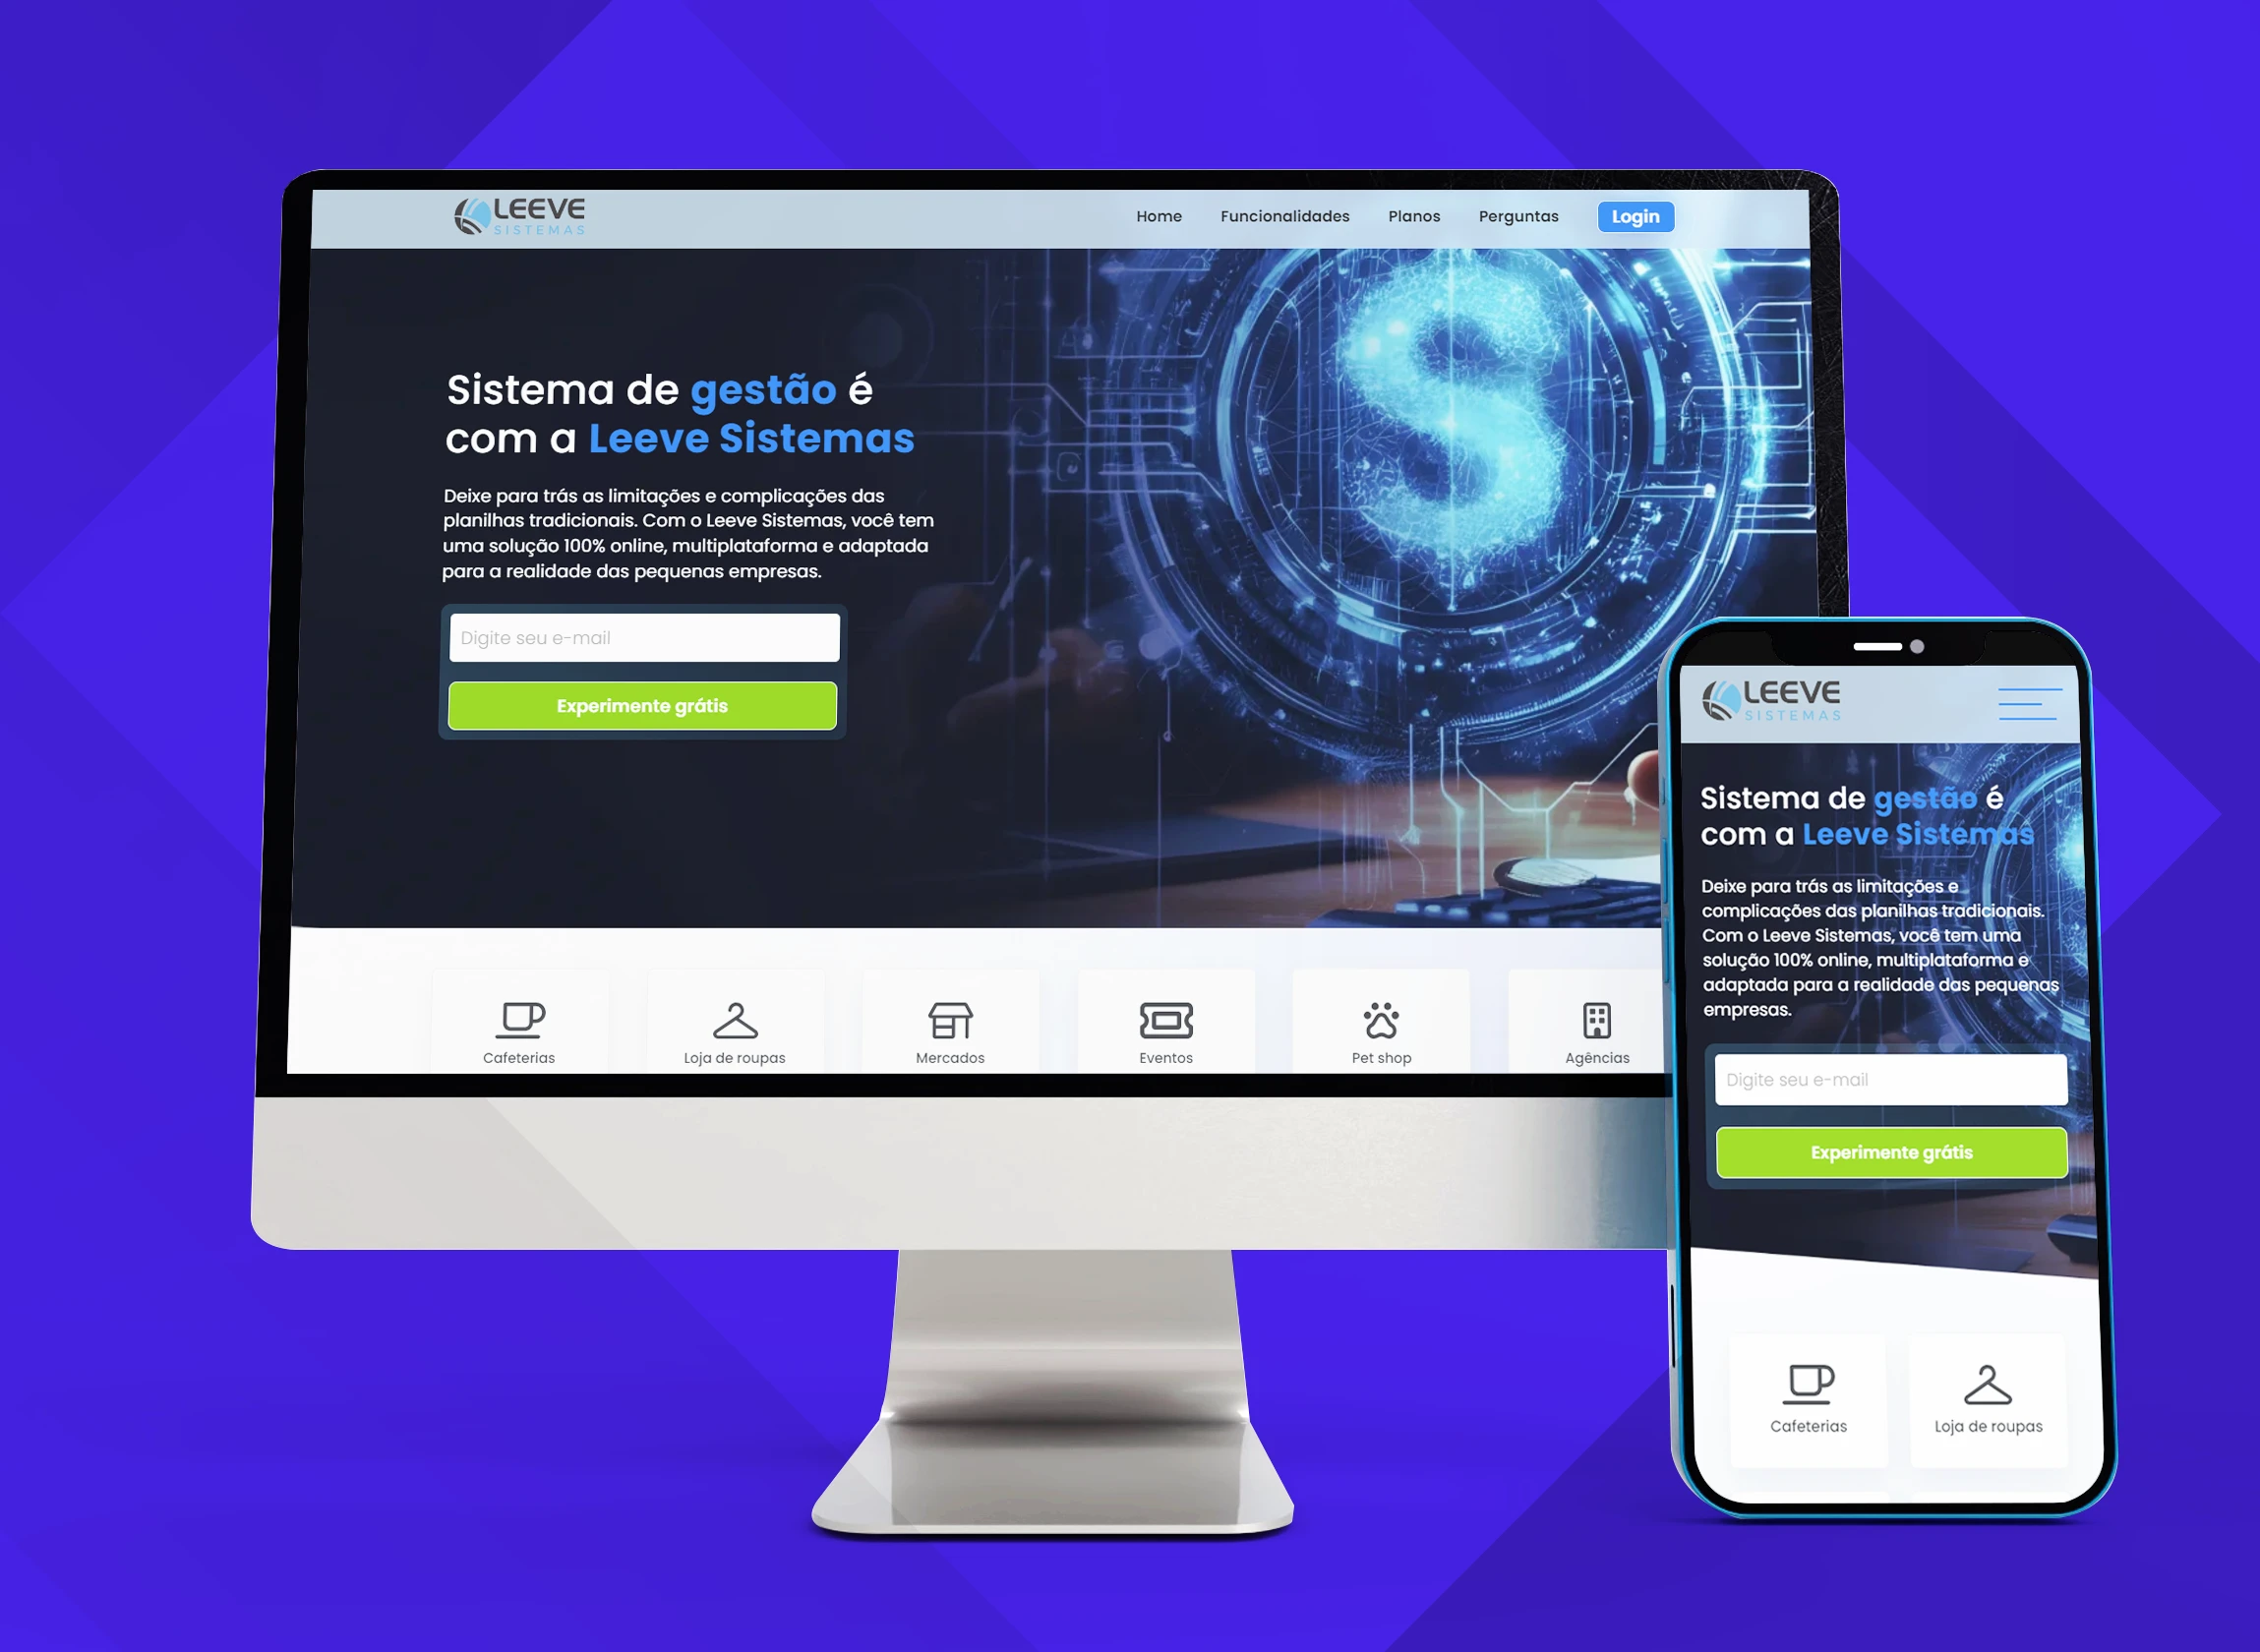 LEEVE
SISTEMAS
Home Funcionalidades Planos Perguntas Login
Sistema de gestão é
com a Leeve Sistemas
Deixe para trás as limitações e complicações das
planilhas tradicionais. Com o Leeve Sistemas, você tem
uma solução 100% online, multiplataforma e adaptada
para a realidade das pequenas empresas.
Digite seu e-mail
Experimente grátis
Cafeterias Loja de roupas Mercados Eventos Pet shop Agências
LEEVE
SISTEMAS
Sistema de gestão é
com a Leeve Sistemas
Deixe para trás as limitações e
complicações das planilhas tradicionais.
Com o Leeve Sistemas, você tem uma
solução 100% online, multiplataforma e
adaptada para a realidade das pequenas
empresas.
Digite seu e-mail
Experimente grátis
Cafeterias Loja de roupas